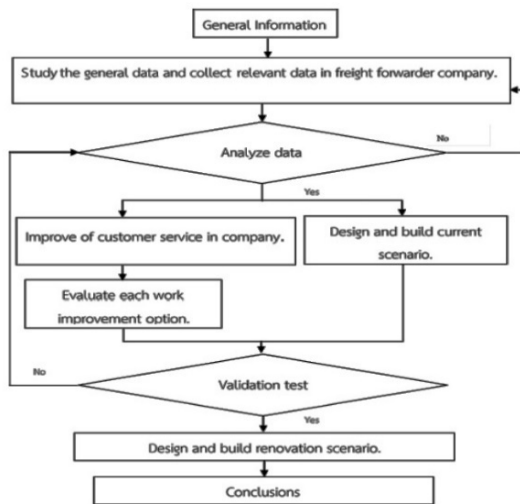 General Information
Study the general data and collect relevant data in freight forwarder company.
No
Analyze data
Yes
Improve of customer service in company.
Design and build current
scenario.
Evaluate each work
improvement option.
No
Validation test
Yes
Design and build renovation scenario.
Conclusions